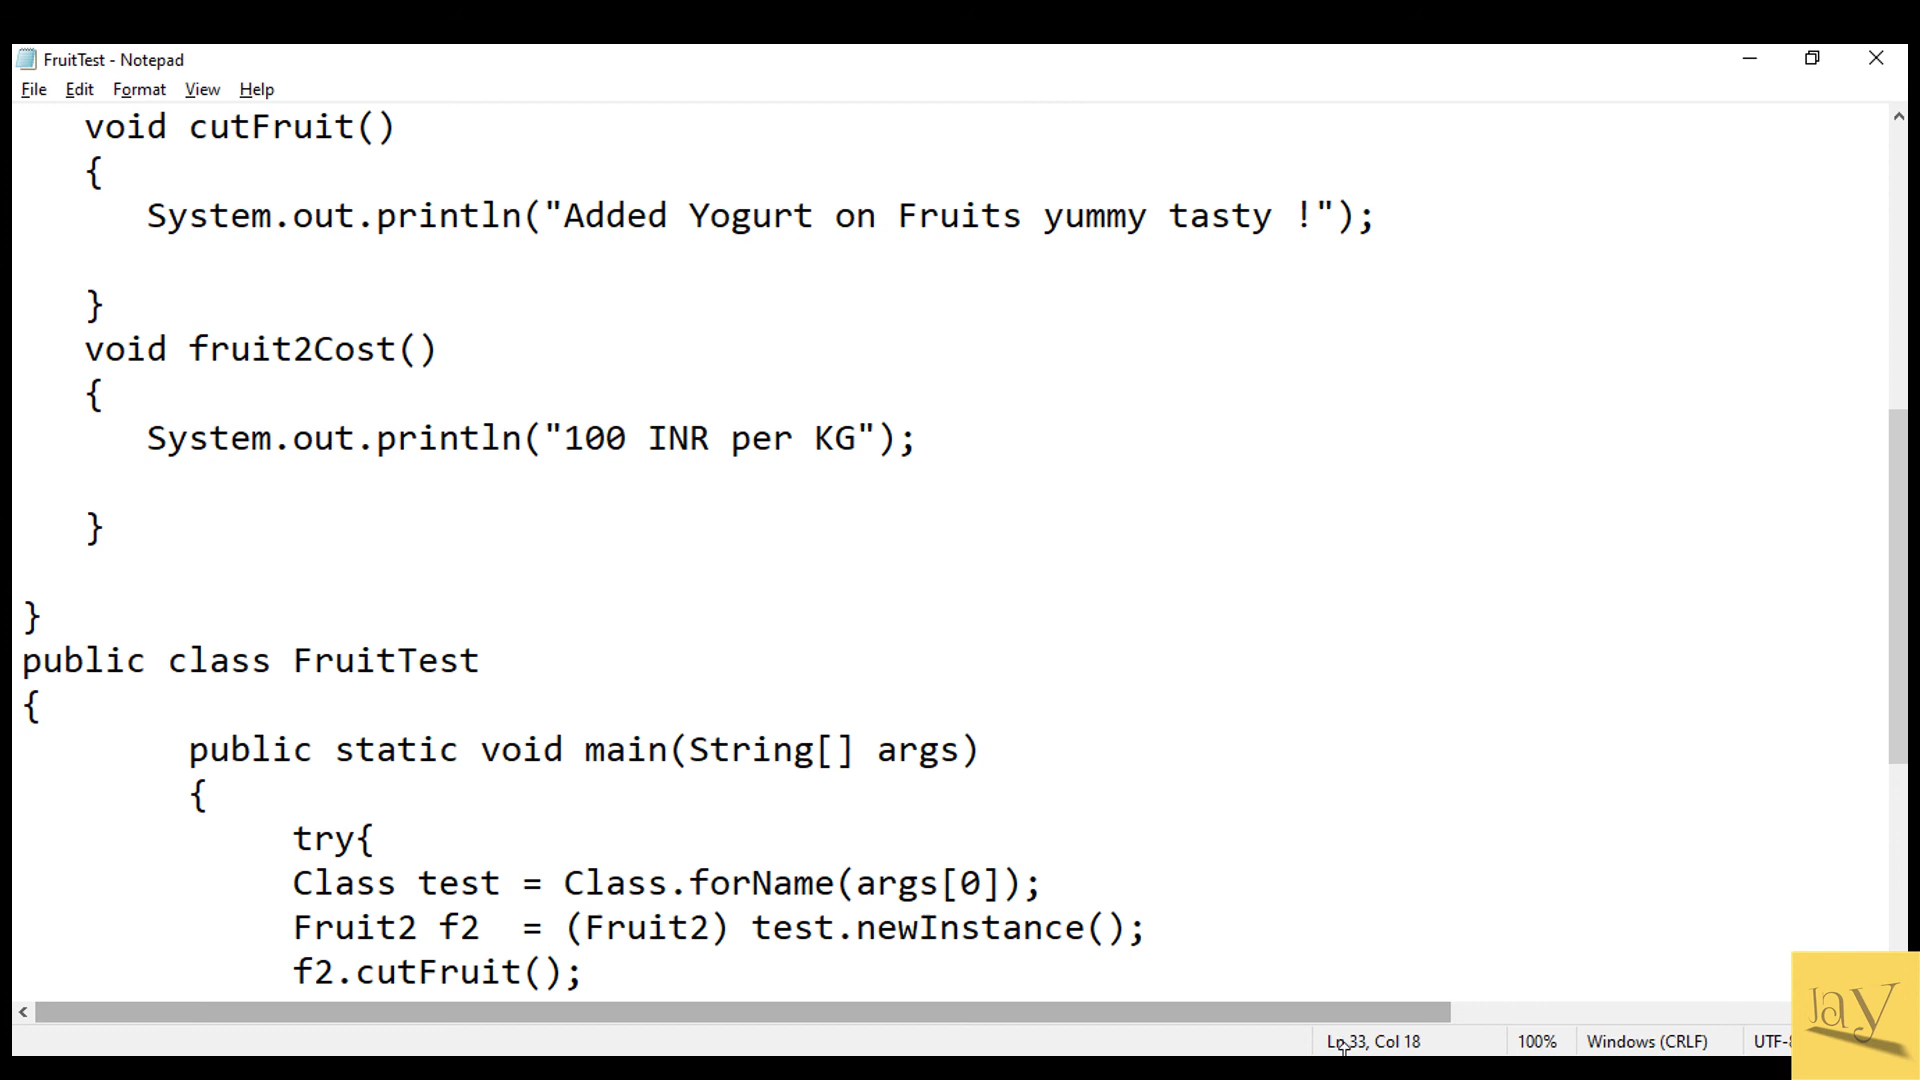 FruitTest - Notepad
File Edit Format View Help
void cutFruit()
{
System.out.println("Added Yogurt on Fruits yummy tasty !");
}
void fruit2Cost()
{
System.out.println("100 INR per KG");
}
}
public class FruitTest
{
public static void main(String[] args)
{
try{
Class test = Class.forName(args[0]);
Fruit2 f2 = (Fruit2) test.newInstance();
f2.cutFruit();
Ln 33, Col 18 100% Windows (CRLF) UTF-8
Jay